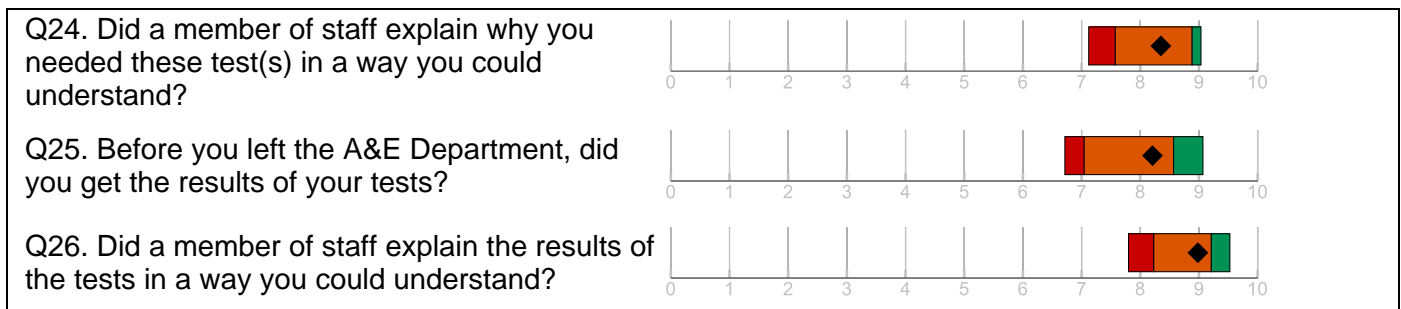 Q24. Did a member of staff explain why you
needed these test(s) in a way you could
understand?
0 1 2 3 4 5 6 7 8 9 10
Q25. Before you left the A&E Department, did
you get the results of your tests?
0 1 2 3 4 5 6 7 8 9 10
Q26. Did a member of staff explain the results of
the tests in a way you could understand?
0 1 2 3 4 5 6 7 8 9 10